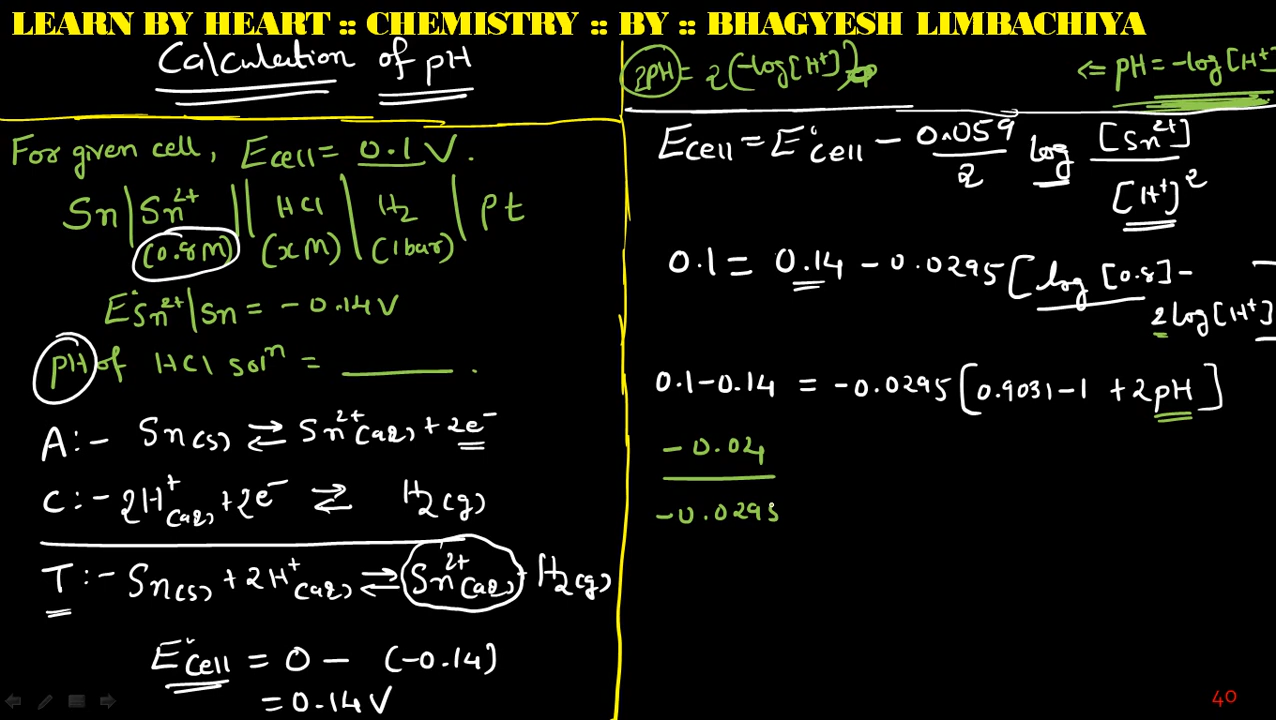 LEARN BY HEART :: CHEMISTRY :: BY :: BHAGYESH LIMBACHIYA
Calculation of pH
For given cell, Ecell = 0.1 V.
Sn | Sn²⁺ || HCl | H₂ | Pt
(0.8M) (xM) (1bar)
E°Sn²⁺|Sn = -0.14V
pH of HCl solⁿ = ______.
A:- Sn(s) ⇌ Sn²⁺(aq) + 2e⁻
C:- 2H⁺(aq) + 2e⁻ ⇌ H₂(g)
T:- Sn(s) + 2H⁺(aq) ⇌ Sn²⁺(aq) + H₂(g)
E°cell = 0 - (-0.14)
= 0.14V
2pH = 2(-log[H⁺]) ⇐ pH = -log[H⁺]
Ecell = E°cell - 0.059/2 log [Sn²⁺]/[H⁺]²
0.1 = 0.14 - 0.0295 [log [0.8] -
2log[H⁺]]
0.1-0.14 = -0.0295 [0.9031-1 + 2pH]
-0.04
-0.0295
40